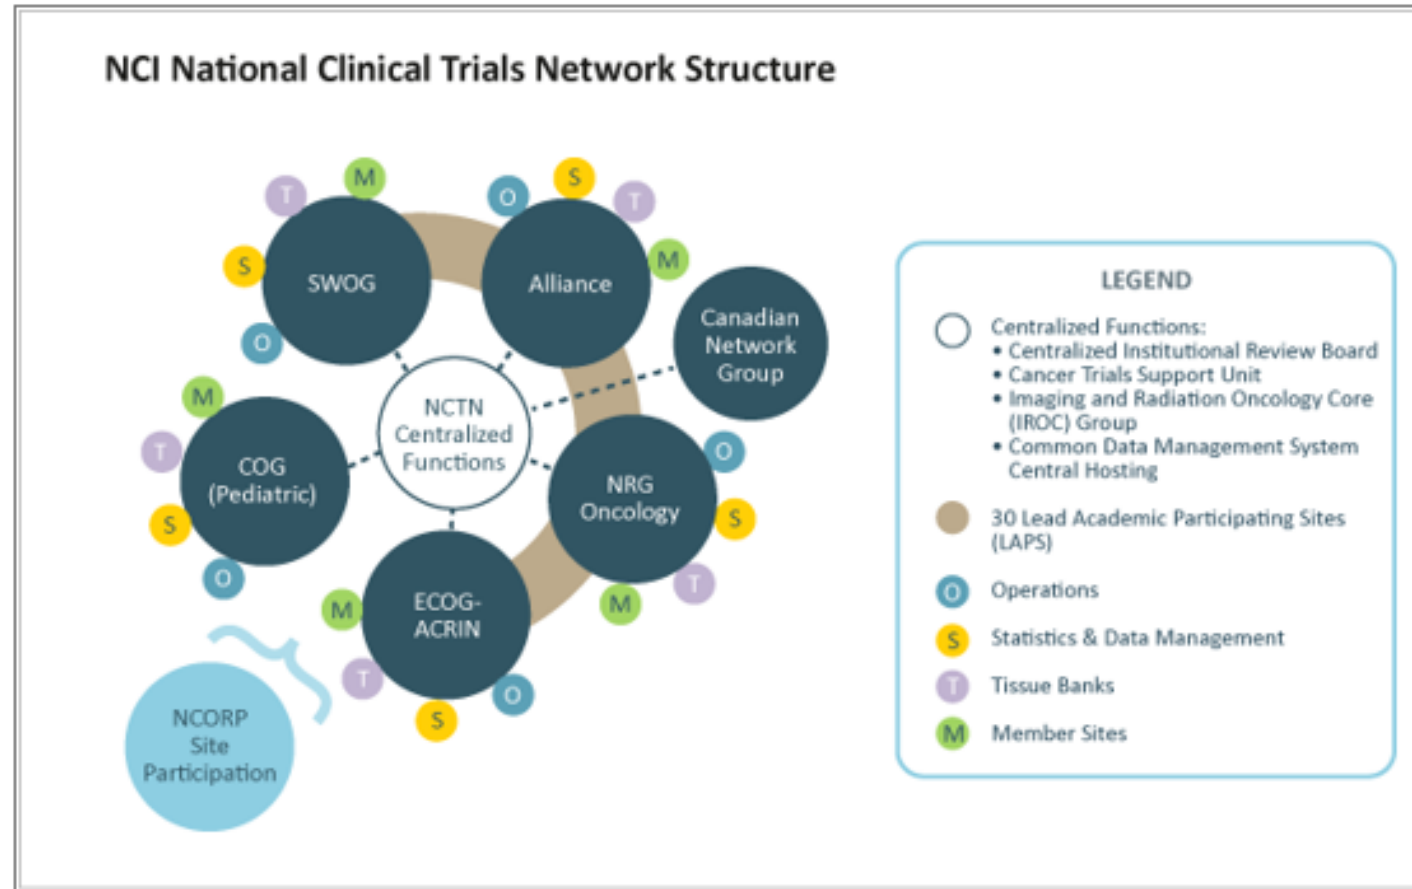 NCI National Clinical Trials Network Structure
T
M
S
O
SWOG
O
S
T
M
Alliance
Canadian
Network
Group
NCTN
Centralized
Functions
M
T
S
O
COG
(Pediatric)
O
S
T
M
NRG
Oncology
M
T
S
O
ECOG-
ACRIN
NCORP
Site
Participation
LEGEND
Centralized Functions:
• Centralized Institutional Review Board
• Cancer Trials Support Unit
• Imaging and Radiation Oncology Core
(IROC) Group
• Common Data Management System
Central Hosting
30 Lead Academic Participating Sites
(LAPS)
O Operations
S Statistics & Data Management
T Tissue Banks
M Member Sites